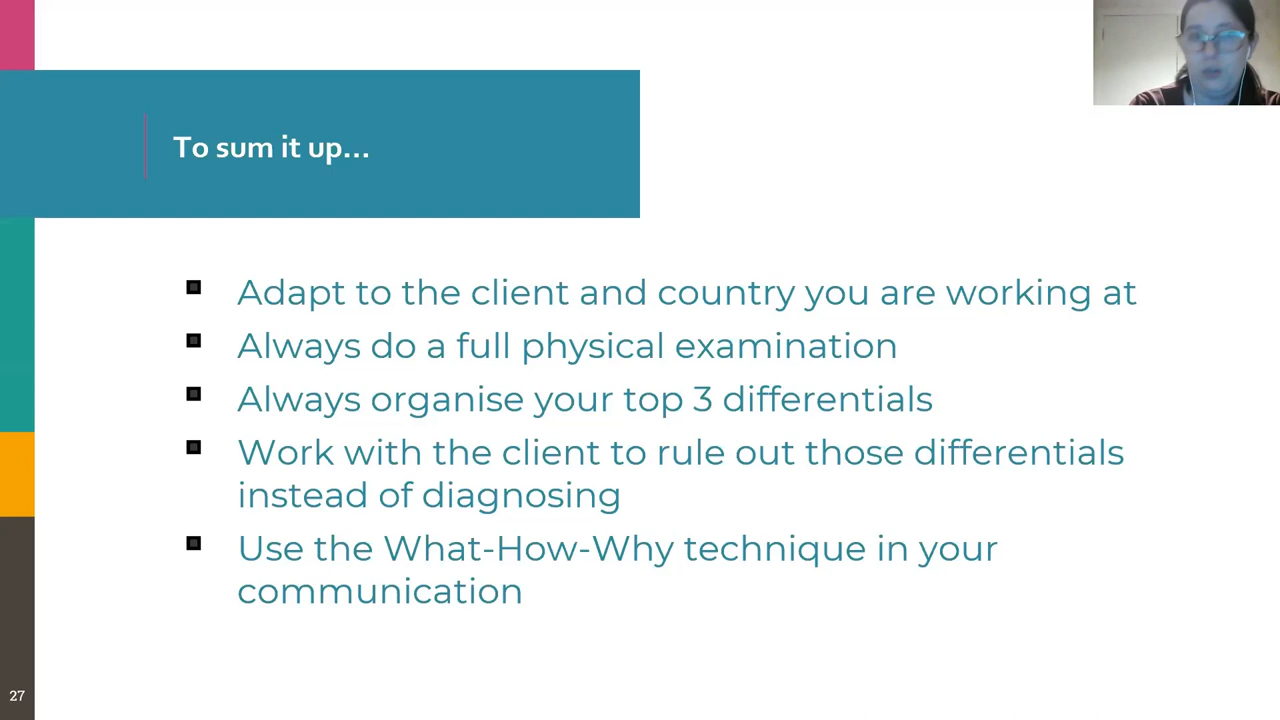 To sum it up...
Adapt to the client and country you are working at
Always do a full physical examination
Always organise your top 3 differentials
Work with the client to rule out those differentials
instead of diagnosing
Use the What-How-Why technique in your
communication
27